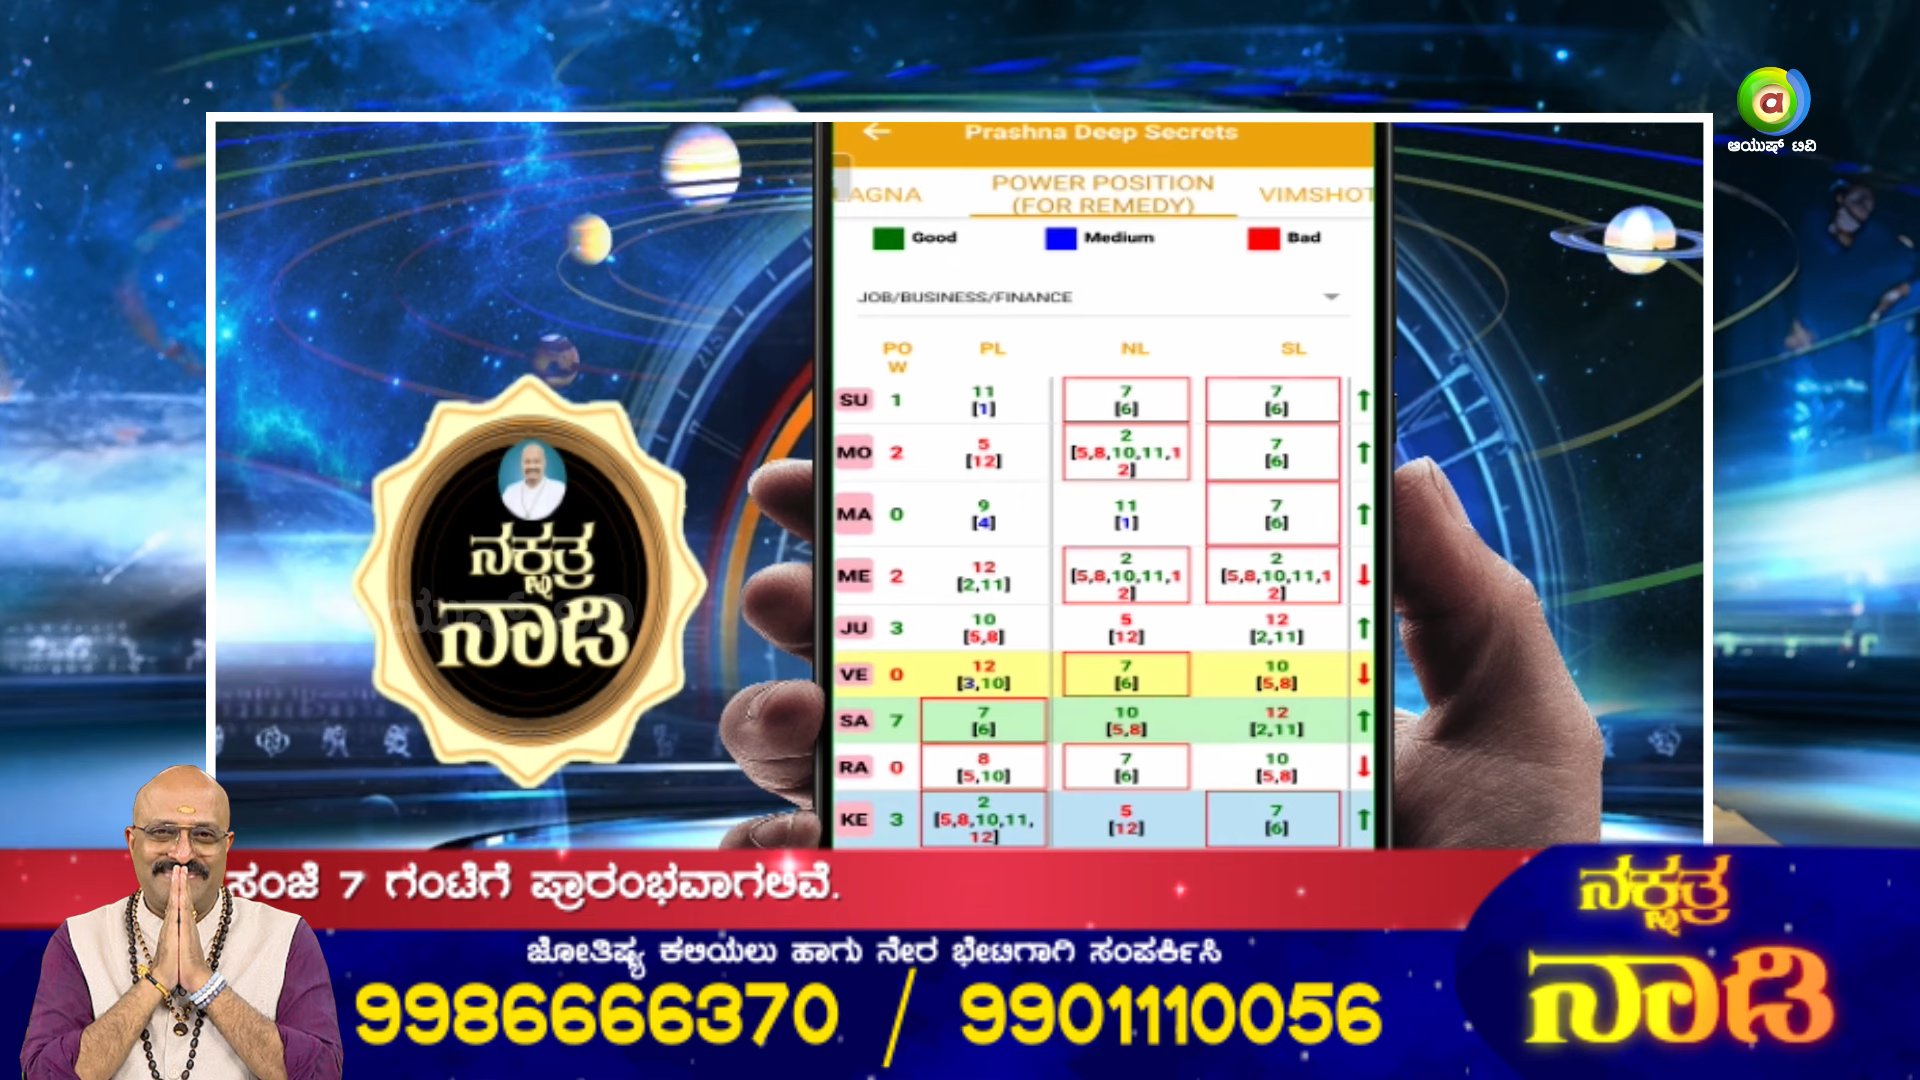 ಆಯುಷ್ ಟಿವಿ
Prashna Deep Secrets
LAGNA POWER POSITION (FOR REMEDY) VIMSHOT
Good Medium Bad
JOB/BUSINESS/FINANCE
POW PL NL SL
SU 1 11 [1] 7 [6] 7 [6] ↑
MO 2 5 [12] 2 [5,8,10,11,12] 7 [6] ↑
MA 0 9 [4] 11 [1] 7 [6] ↑
ME 2 12 [2,11] 2 [5,8,10,11,12] 2 [5,8,10,11,12] ↓
JU 3 10 [5,8] 5 [12] 12 [2,11] ↑
VE 0 12 [3,10] 7 [6] 10 [5,8] ↓
SA 7 7 [6] 10 [5,8] 12 [2,11] ↑
RA 0 8 [5,10] 7 [6] 10 [5,8] ↓
KE 3 2 [5,8,10,11,12] 5 [12] 7 [6] ↑
ನಕ್ಷತ್ರ
ನಾಡಿ
ಸಂಜೆ 7 ಗಂಟೆಗೆ ಪ್ರಾರಂಭವಾಗಲಿವೆ.
ಜ್ಯೋತಿಷ್ಯ ಕಲಿಯಲು ಹಾಗು ನೇರ ಭೇಟಿಗಾಗಿ ಸಂಪರ್ಕಿಸಿ
9986666370 / 9901110056
ನಕ್ಷತ್ರ
ನಾಡಿ